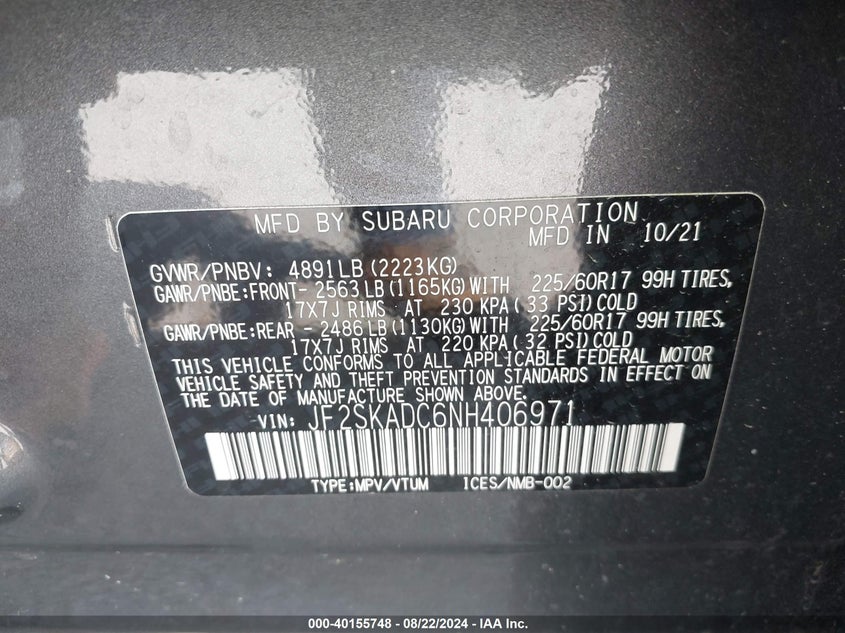 MFD BY SUBARU CORPORATION
MFD IN 10/21
GVWR/PNBV: 4891LB (2223KG)
GAWR/PNBE:FRONT- 2563LB (1165KG) WITH 225/60R17 99H TIRES,
17X7J RIMS AT 230 KPA ( 33 PSI) COLD
GAWR/PNBE:REAR - 2486LB (1130KG) WITH 225/60R17 99H TIRES,
17X7J RIMS AT 220 KPA ( 32 PSI) COLD
THIS VEHICLE CONFORMS TO ALL APPLICABLE FEDERAL MOTOR
VEHICLE SAFETY AND THEFT PREVENTION STANDARDS IN EFFECT ON
THE DATE OF MANUFACTURE SHOWN ABOVE.
VIN: JF2SKADC6NH406971
TYPE:MPV/VTUM ICES/NMB-002
000-40155748 - 08/22/2024 - IAA Inc.